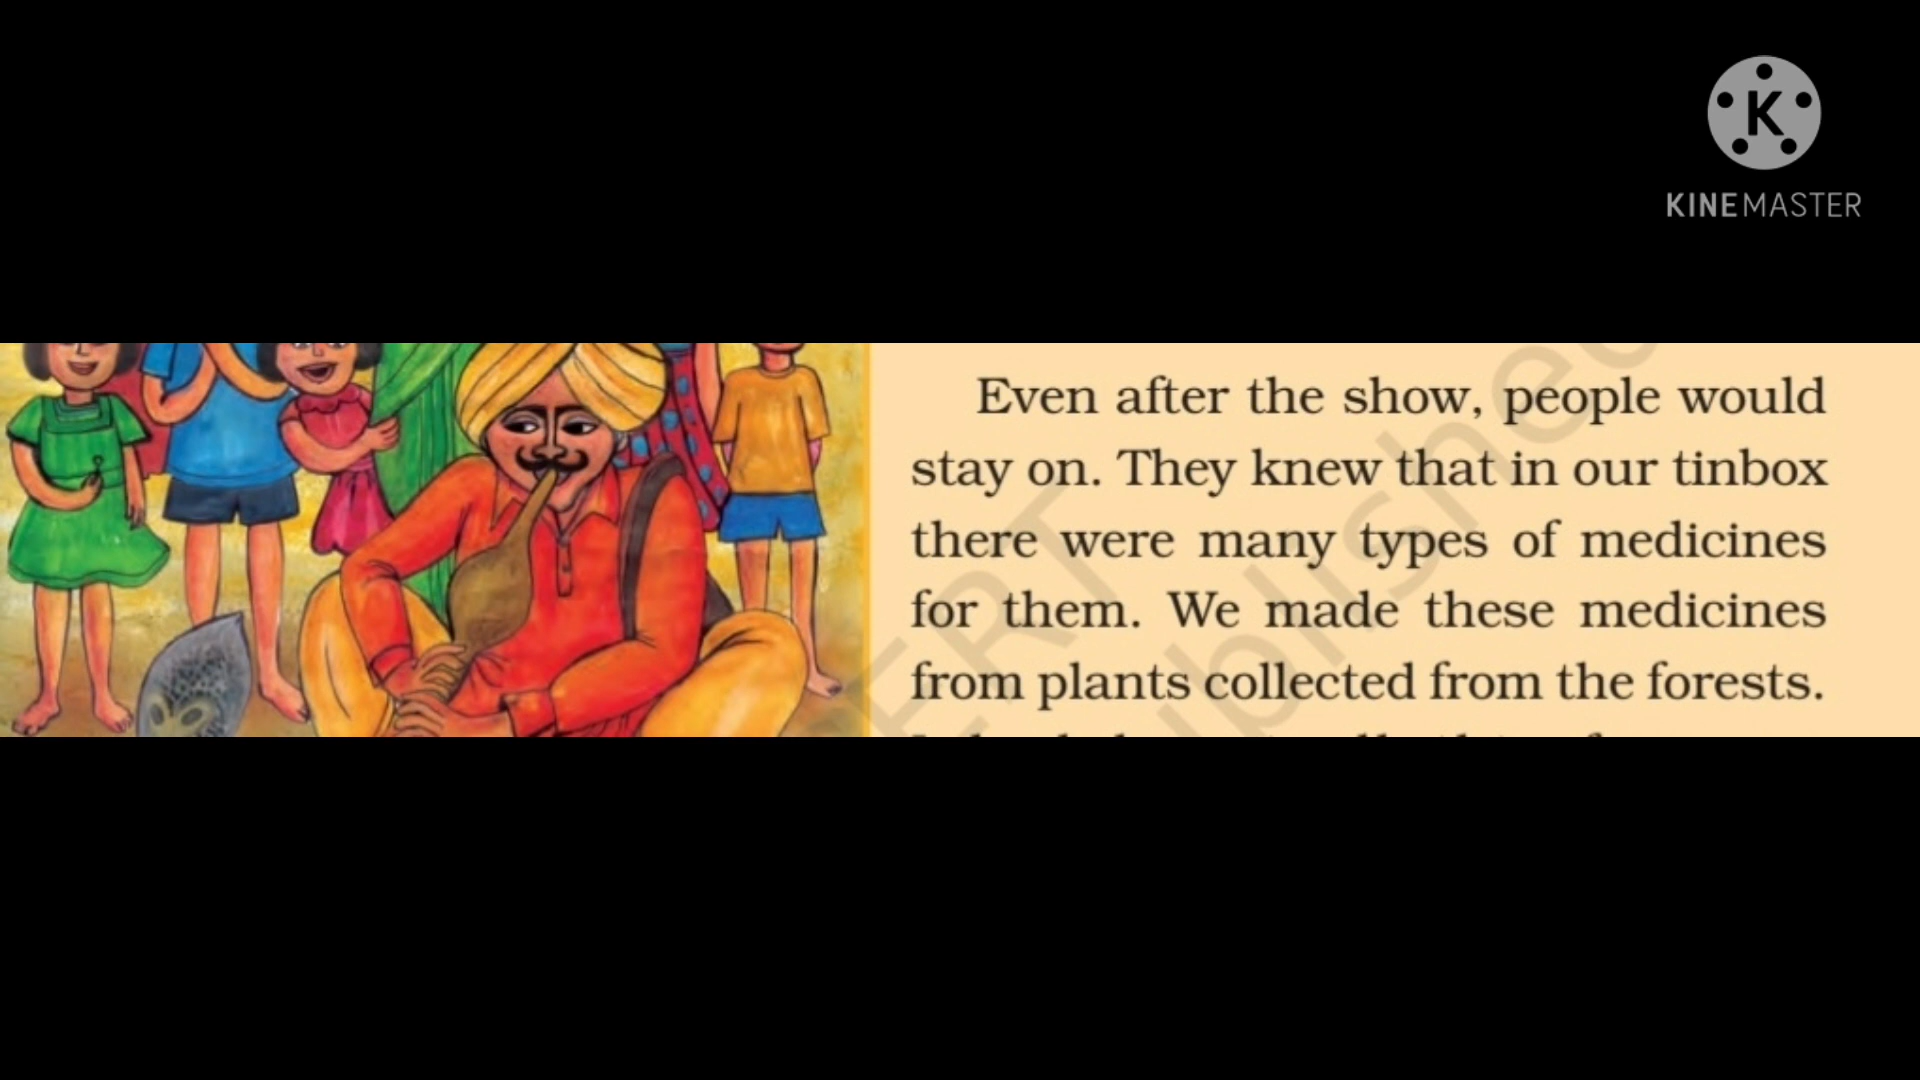 K
KINEMASTER
Even after the show, people would
stay on. They knew that in our tinbox
there were many types of medicines
for them. We made these medicines
from plants collected from the forests.